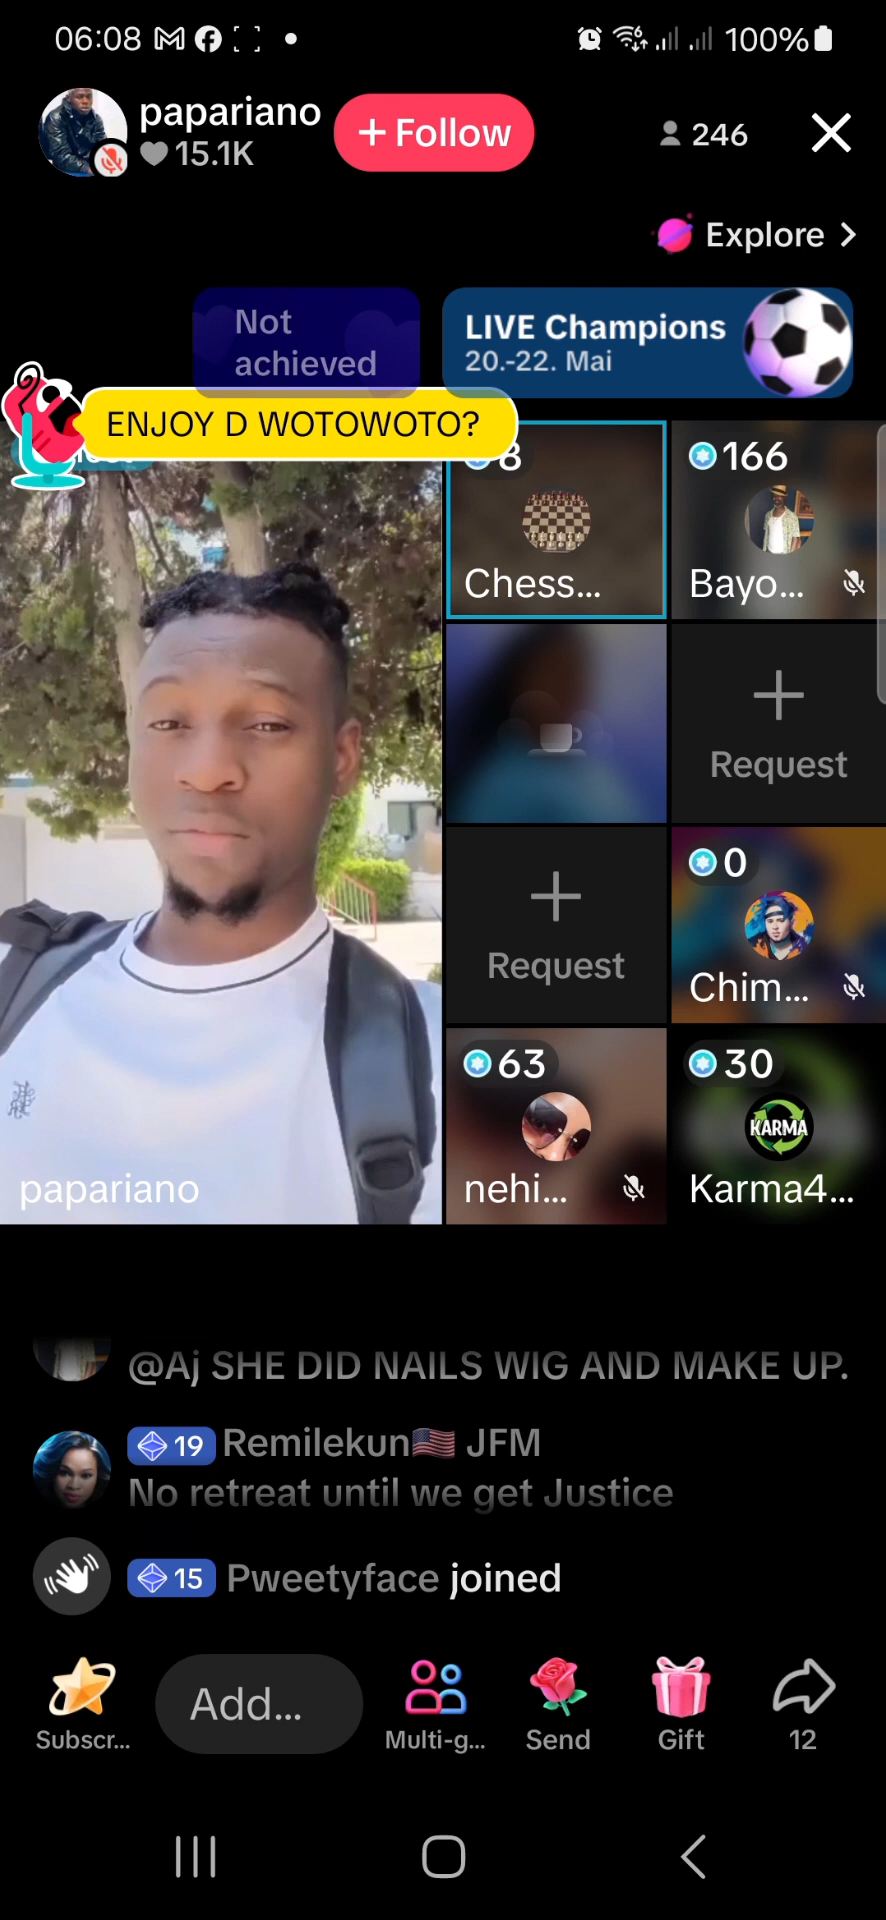 06:08
100%
papariano
15.1K
+ Follow
246
Explore >
Not
achieved
LIVE Champions
20.-22. Mai
ENJOY D WOTOWOTO?
8
Chess...
166
Bayo...
Request
Request
0
Chim...
63
nehi...
30
KARMA
Karma4...
papariano
@Aj SHE DID NAILS WIG AND MAKE UP.
19 Remilekun🇺🇸 JFM
No retreat until we get Justice
15 Pweetyface joined
Subscr...
Add...
Multi-g...
Send
Gift
12